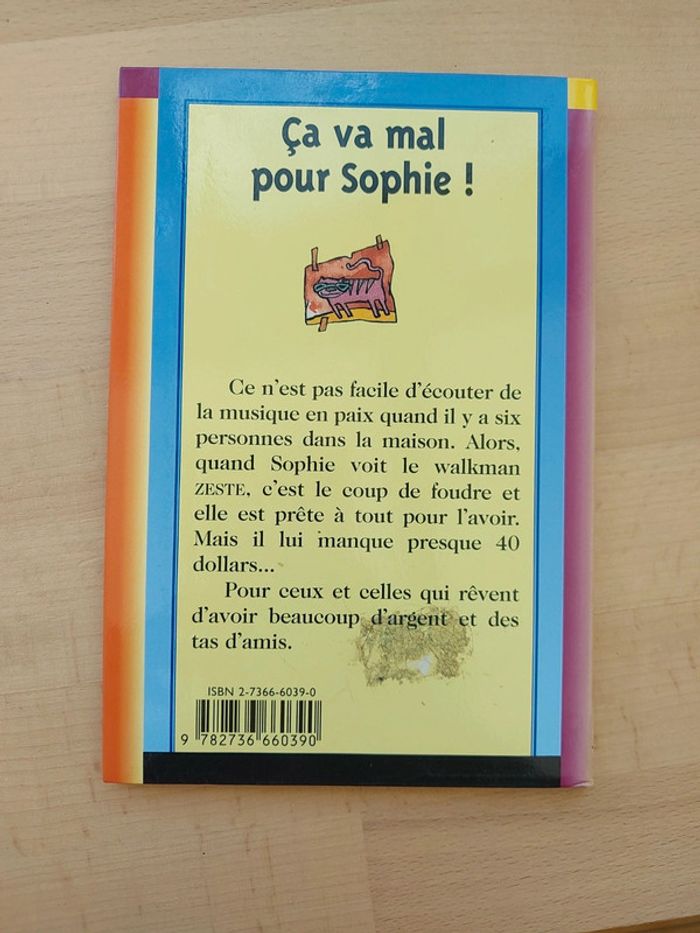 Ça va mal
pour Sophie !
Ce n'est pas facile d'écouter de
la musique en paix quand il y a six
personnes dans la maison. Alors,
quand Sophie voit le walkman
ZESTE, c'est le coup de foudre et
elle est prête à tout pour l'avoir.
Mais il lui manque presque 40
dollars...
Pour ceux et celles qui rêvent
d'avoir beaucoup d'argent et des
tas d'amis.
ISBN 2-7366-6039-0
9 782736 660390